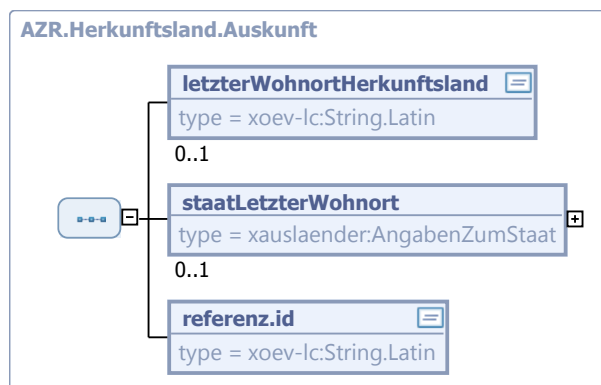 AZR.Herkunftsland.Auskunft
letzterWohnortHerkunftsland
type = xoev-lc:String.Latin
0..1
staatLetzterWohnort
type = xauslaender:AngabenZumStaat
0..1
referenz.id
type = xoev-lc:String.Latin